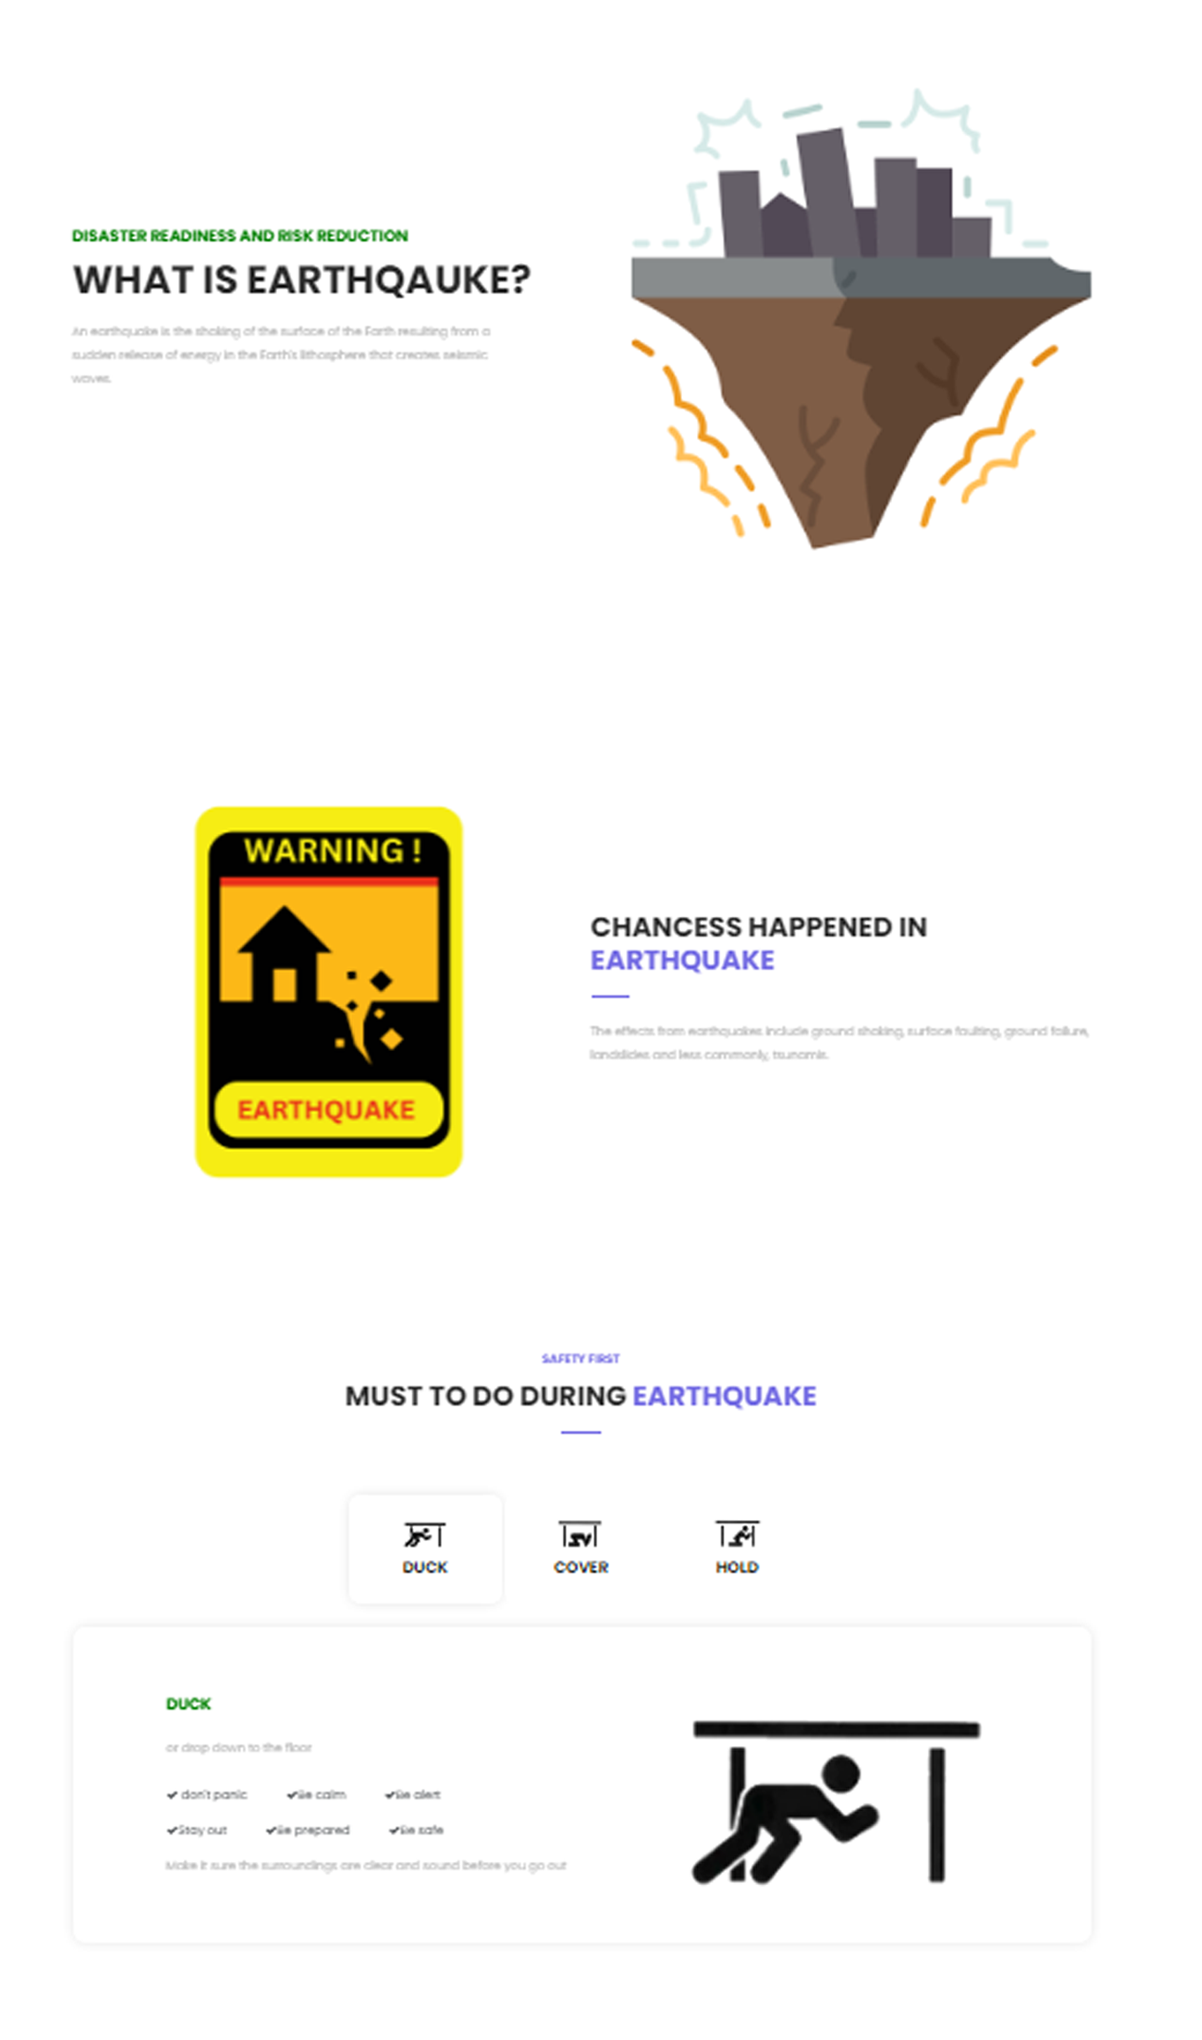 DISASTER READINESS AND RISK REDUCTION
WHAT IS EARTHQAUKE?
An earthquake is the shaking of the surface of the Earth resulting from a
sudden release of energy in the Earth's lithosphere that creates seismic
waves.
WARNING !
EARTHQUAKE
CHANCESS HAPPENED IN
EARTHQUAKE
The effects from earthquakes include ground shaking, surface faulting, ground failure,
landslides and less commonly, tsunamis.
SAFETY FIRST
MUST TO DO DURING EARTHQUAKE
DUCK COVER HOLD
DUCK
or drop down to the floor
✔ don't panic ✔Be calm ✔Be alert
✔Stay out ✔Be prepared ✔Be safe
Make it sure the surroundings are clear and sound before you go out